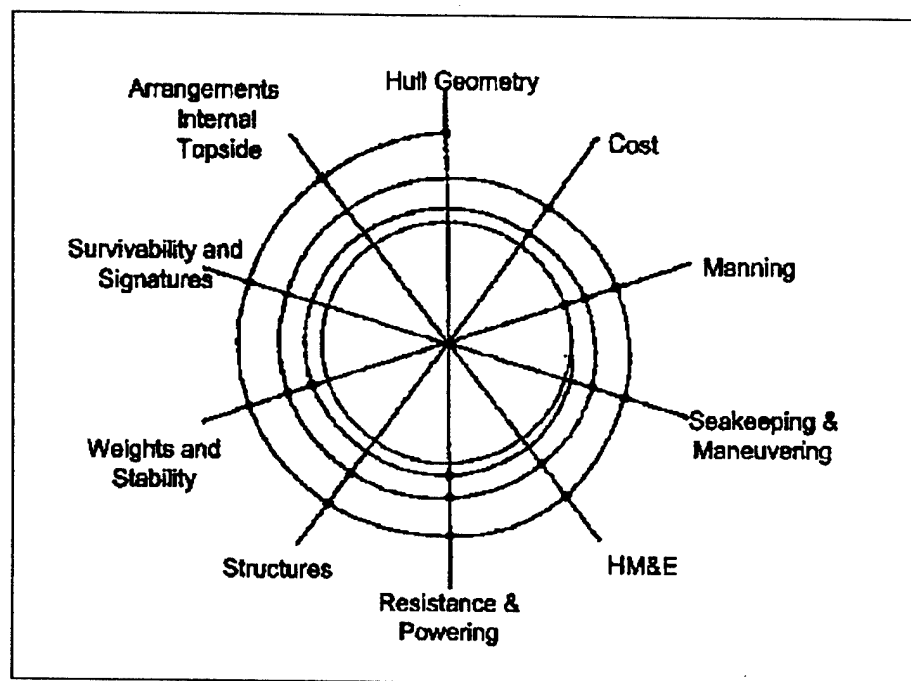 Arrangements
Internal
Topside
Hull Geometry
Cost
Survivability and
Signatures
Manning
Weights and
Stability
Seakeeping &
Maneuvering
Structures
HM&E
Resistance &
Powering